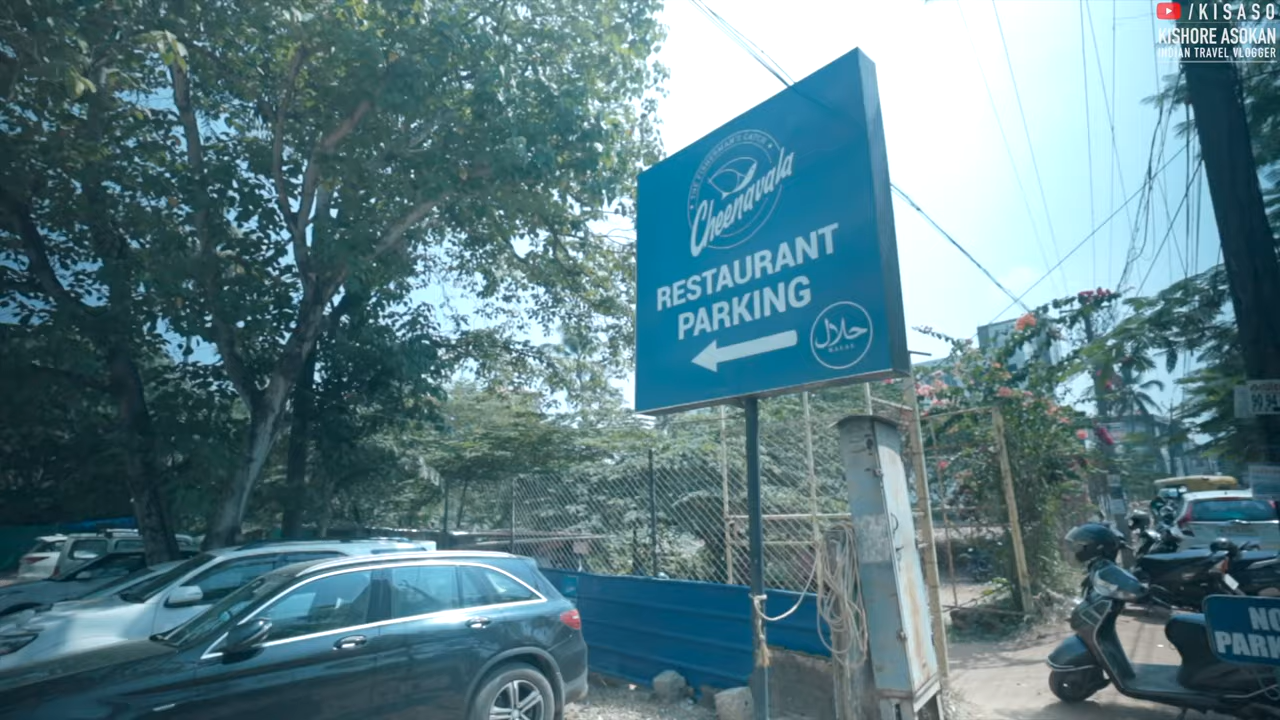 /KISASO
KISHORE ASOKAN
INDIAN TRAVEL VLOGGER
THE FISHERMAN'S CATCH
Cheenavala
RESTAURANT
PARKING
حلال
HALAL
NO
PARK